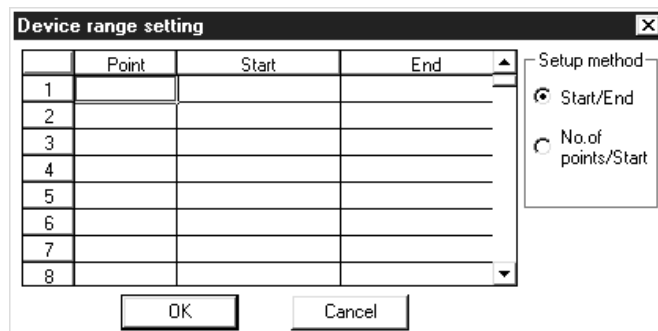 Device range setting
Point Start End
1
2
3
4
5
6
7
8
Setup method
Start/End
No.of
points/Start
OK Cancel